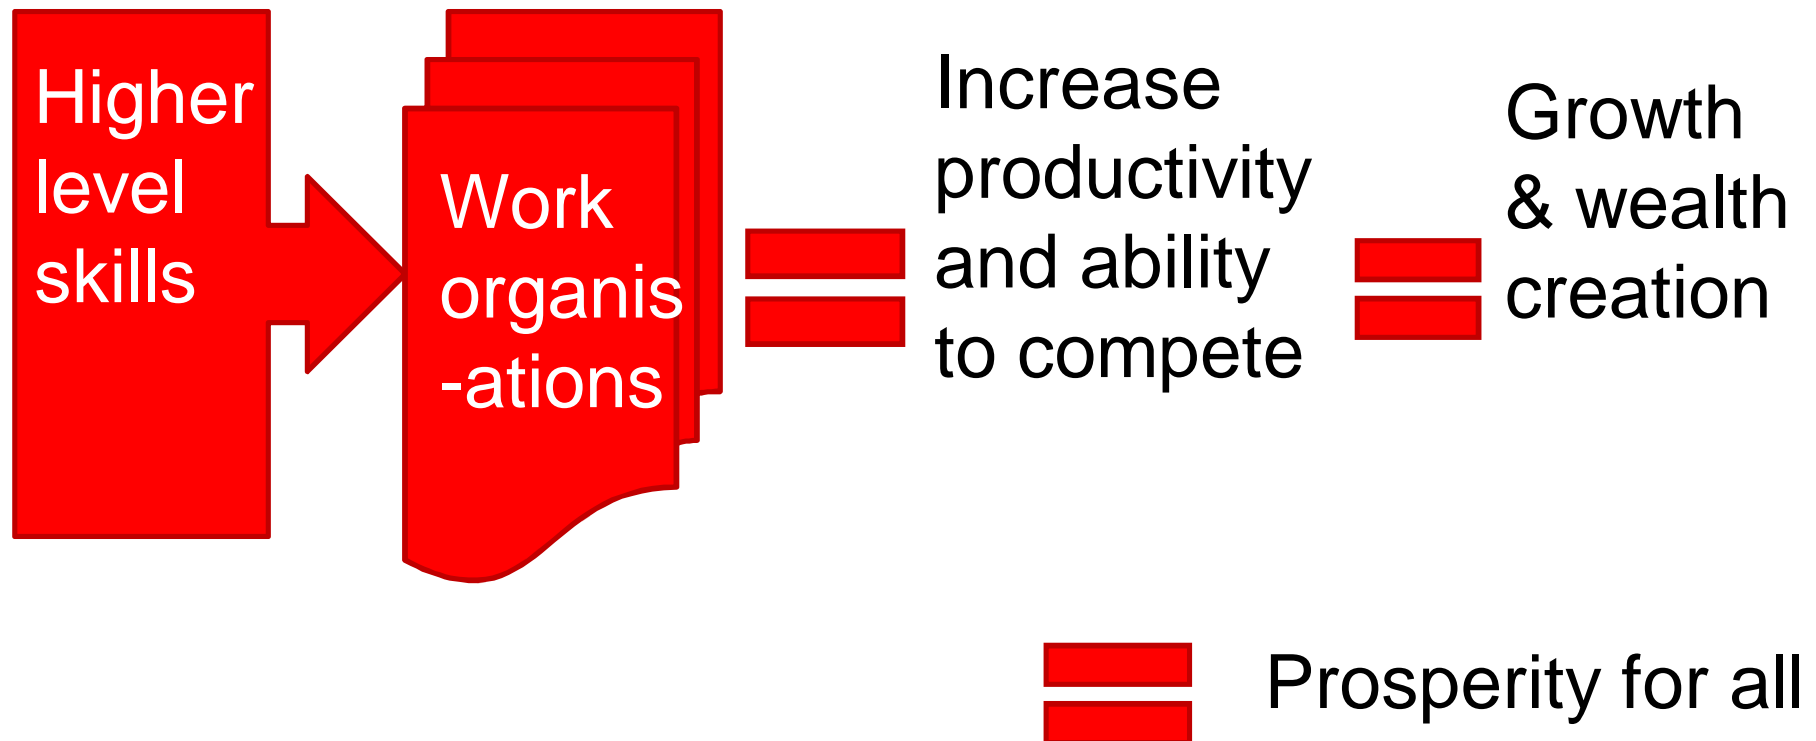 Higher
level
skills
Work
organis
-ations
Increase
productivity
and ability
to compete
Growth
& wealth
creation
Prosperity for all